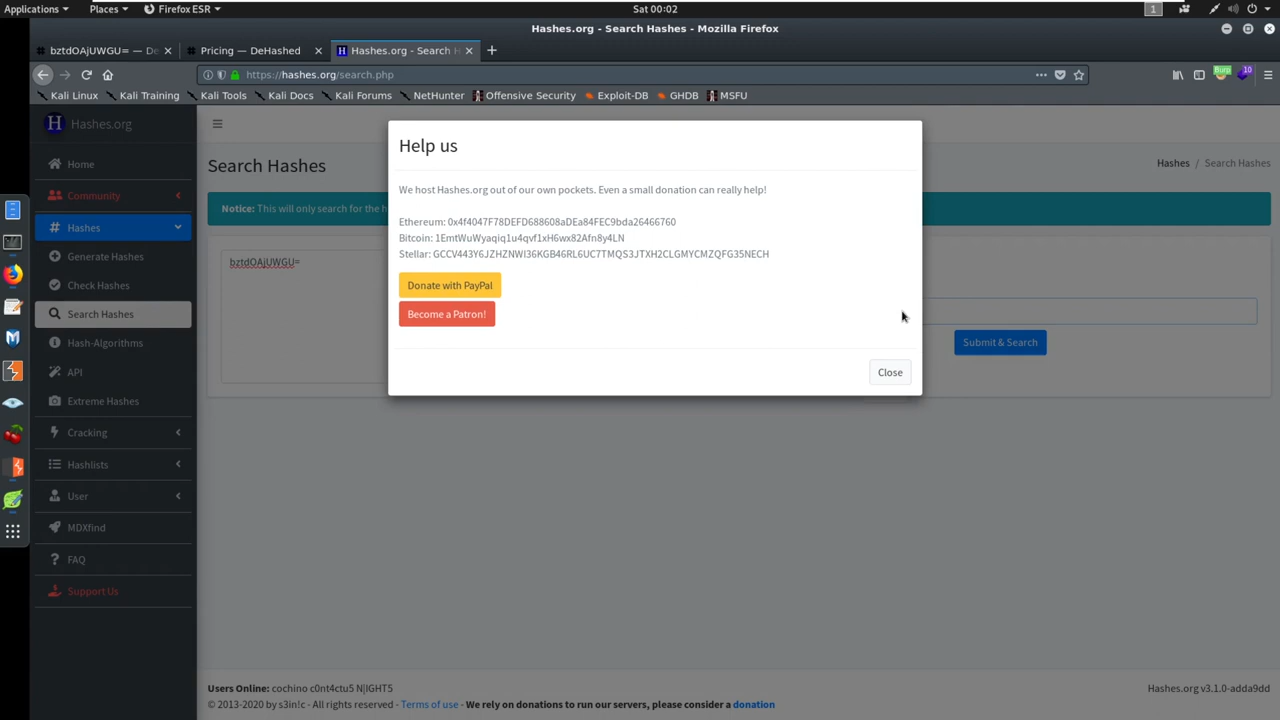 Applications
Places
Firefox ESR
Sat 00:02
1
Hashes.org - Search Hashes - Mozilla Firefox
bztdOAjUWGU= — De
Pricing — DeHashed
Hashes.org - Search H
https://hashes.org/search.php
Burp
10
Kali Linux
Kali Training
Kali Tools
Kali Docs
Kali Forums
NetHunter
Offensive Security
Exploit-DB
GHDB
MSFU
H Hashes.org
Home
Community
Hashes
Generate Hashes
Check Hashes
Search Hashes
Hash-Algorithms
API
Extreme Hashes
Cracking
Hashlists
User
MDXfind
FAQ
Support Us
Search Hashes
Hashes / Search Hashes
Notice: This will only search for the h
bztdOAjUWGU=
Submit & Search
Help us
We host Hashes.org out of our own pockets. Even a small donation can really help!
Ethereum: 0x4f4047F78DEFD688608aDEa84FEC9bda26466760
Bitcoin: 1EmtWuWyaqiq1u4qvf1xH6wx82Afn8y4LN
Stellar: GCCV443Y6JZHZNWI36KGB46RL6UC7TMQS3JTXH2CLGMYCMZQFG35NECH
Donate with PayPal
Become a Patron!
Close
Users Online: cochino c0nt4ctu5 N|IGHT5
Hashes.org v3.1.0-adda9dd
© 2013-2020 by s3in!c - All rights reserved - Terms of use - We rely on donations to run our servers, please consider a donation